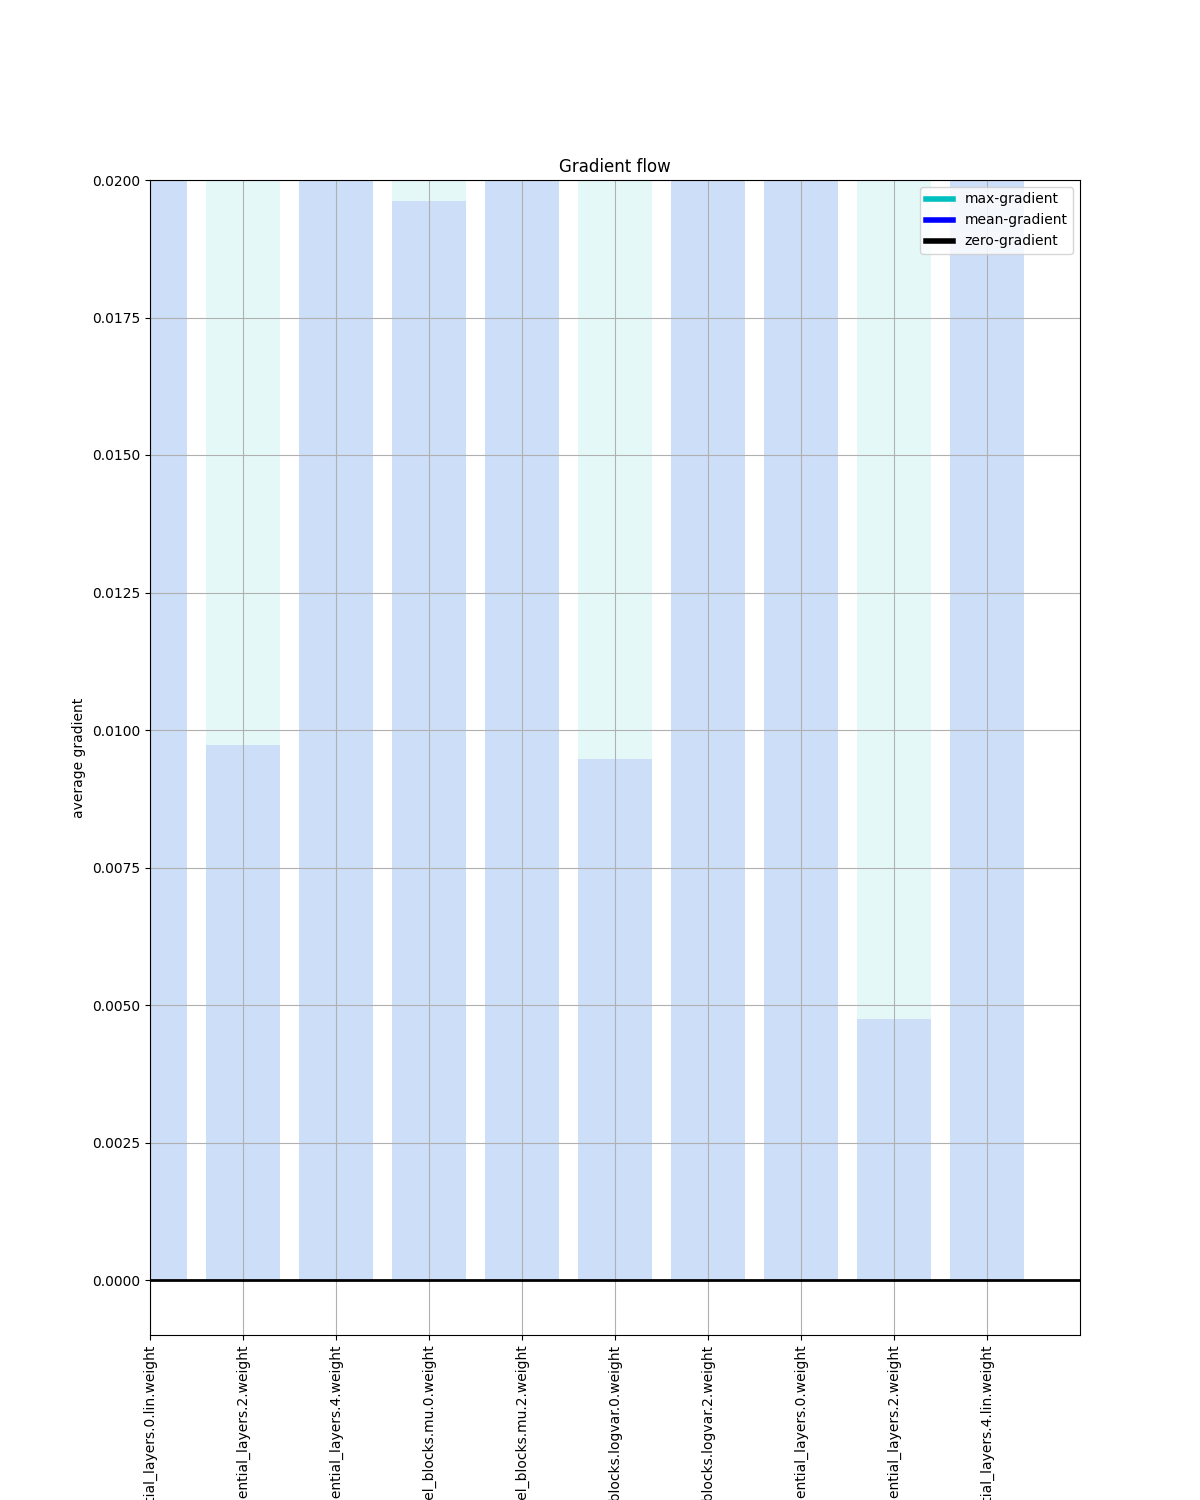 Gradient flow
0.0200
0.0175
0.0150
0.0125
0.0100
0.0075
0.0050
0.0025
0.0000
average gradient
max-gradient
mean-gradient
zero-gradient
tial_layers.0.lin.weight
ential_layers.2.weight
ential_layers.4.weight
el_blocks.mu.0.weight
el_blocks.mu.2.weight
blocks.logvar.0.weight
blocks.logvar.2.weight
ential_layers.0.weight
ential_layers.2.weight
tial_layers.4.lin.weight